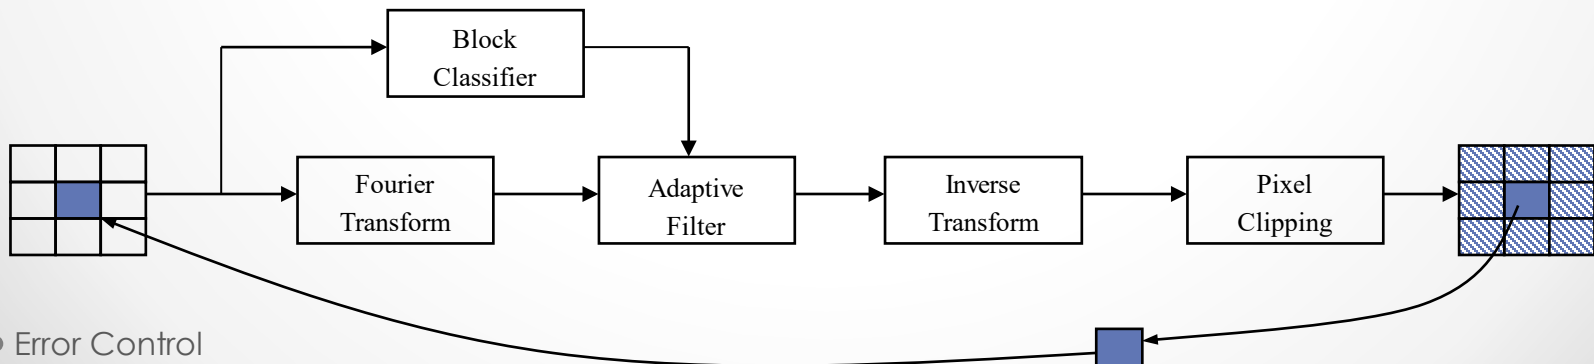 Block
Classifier
Fourier
Transform
Adaptive
Filter
Inverse
Transform
Pixel
Clipping
Error Control